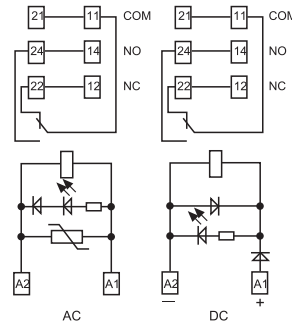 21 11 COM 21 11 COM
24 14 NO 24 14 NO
22 12 NC 22 12 NC
A2 A1 A2 A1
— +
AC DC